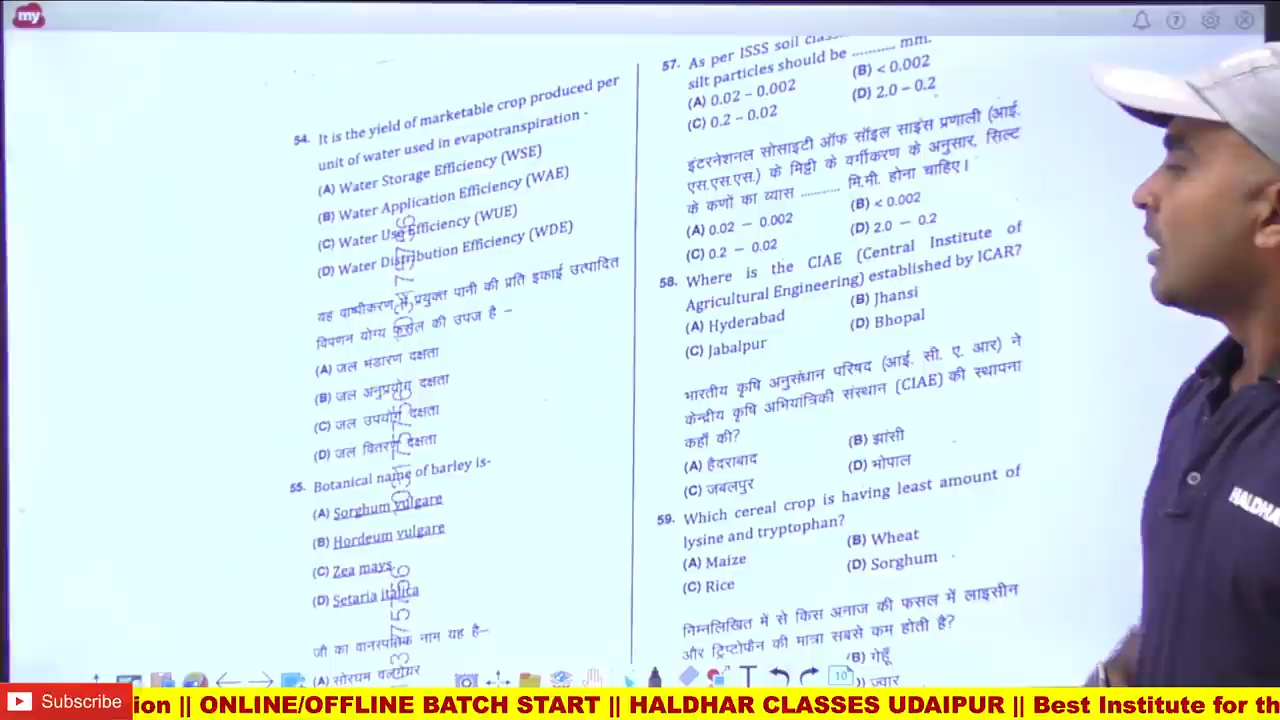 my
54. It is the yield of marketable crop produced per
unit of water used in evapotranspiration -
(A) Water Storage Efficiency (WSE)
(B) Water Application Efficiency (WAE)
(C) Water Use Efficiency (WUE)
(D) Water Distribution Efficiency (WDE)
यह वाष्पीकरण में प्रयुक्त पानी की प्रति इकाई उत्पादित
विपणन योग्य फसल की उपज है –
(A) जल भंडारण दक्षता
(B) जल अनुप्रयोग दक्षता
(C) जल उपयोग दक्षता
(D) जल वितरण दक्षता
55. Botanical name of barley is-
(A) Sorghum vulgare
(B) Hordeum vulgare
(C) Zea mays
(D) Setaria italica
जौ का वानस्पतिक नाम यह है–
(A) सोरघम वलगेयर
57. As per ISSS soil
silt particles should be ........... mm.
(A) 0.02 – 0.002
(B) < 0.002
(C) 0.2 – 0.02
(D) 2.0 – 0.2
इंटरनेशनल सोसाइटी ऑफ सॉइल साइंस प्रणाली (आई.
एस.एस.एस.) के मिट्टी के वर्गीकरण के अनुसार, सिल्ट
के कणों का व्यास ........... मि.मी. होना चाहिए।
(A) 0.02 – 0.002
(B) < 0.002
(C) 0.2 – 0.02
(D) 2.0 – 0.2
58. Where is the CIAE (Central Institute of
Agricultural Engineering) established by ICAR?
(A) Hyderabad
(B) Jhansi
(C) Jabalpur
(D) Bhopal
भारतीय कृषि अनुसंधान परिषद (आई. सी. ए. आर) ने
केन्द्रीय कृषि अभियांत्रिकी संस्थान (CIAE) की स्थापना
कहाँ की?
(A) हैदराबाद
(B) झांसी
(C) जबलपुर
(D) भोपाल
59. Which cereal crop is having least amount of
lysine and tryptophan?
(A) Maize
(B) Wheat
(C) Rice
(D) Sorghum
निम्नलिखित में से किस अनाज की फसल में लाइसीन
और ट्रिप्टोफैन की मात्रा सबसे कम होती है?
(B) गेहूँ
ज्वार
10
HALDHA
Subscribe
ion || ONLINE/OFFLINE BATCH START || HALDHAR CLASSES UDAIPUR || Best Institute for th